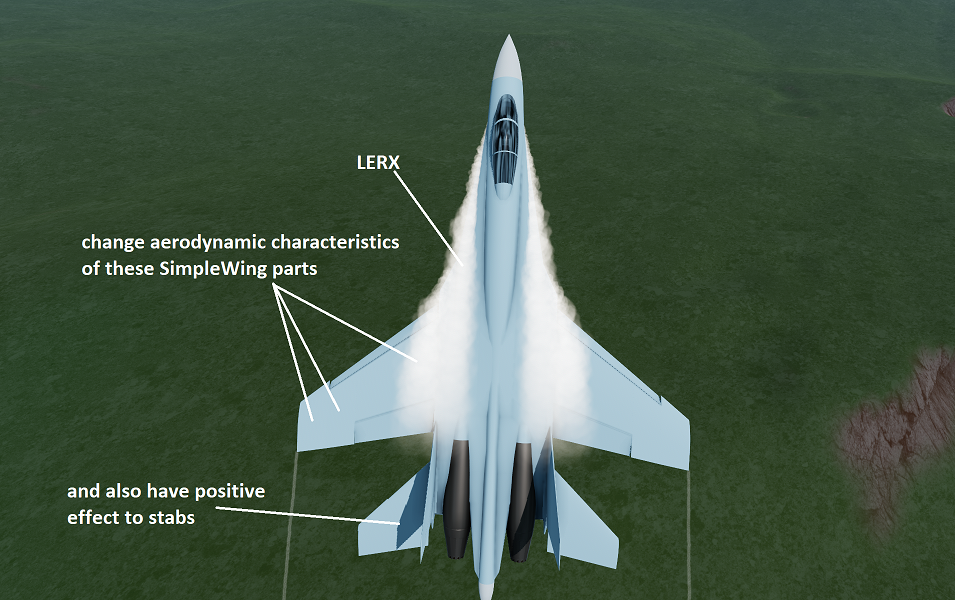 LERX
change aerodynamic characteristics
of these SimpleWing parts
and also have positive
effect to stabs